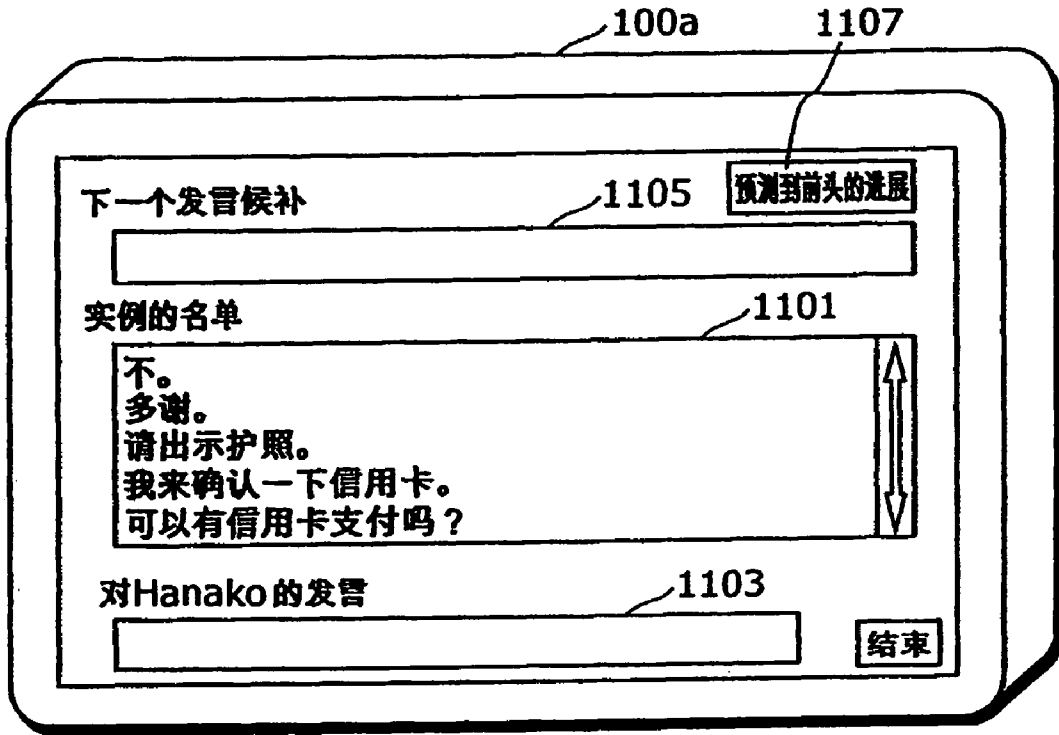 100a
1107
下一个发言候补
1105
预测到前头的进展
实例的名单
1101
不。
多谢。
请出示护照。
我来确认一下信用卡。
可以有信用卡支付吗？
对Hanako的发言
1103
结束